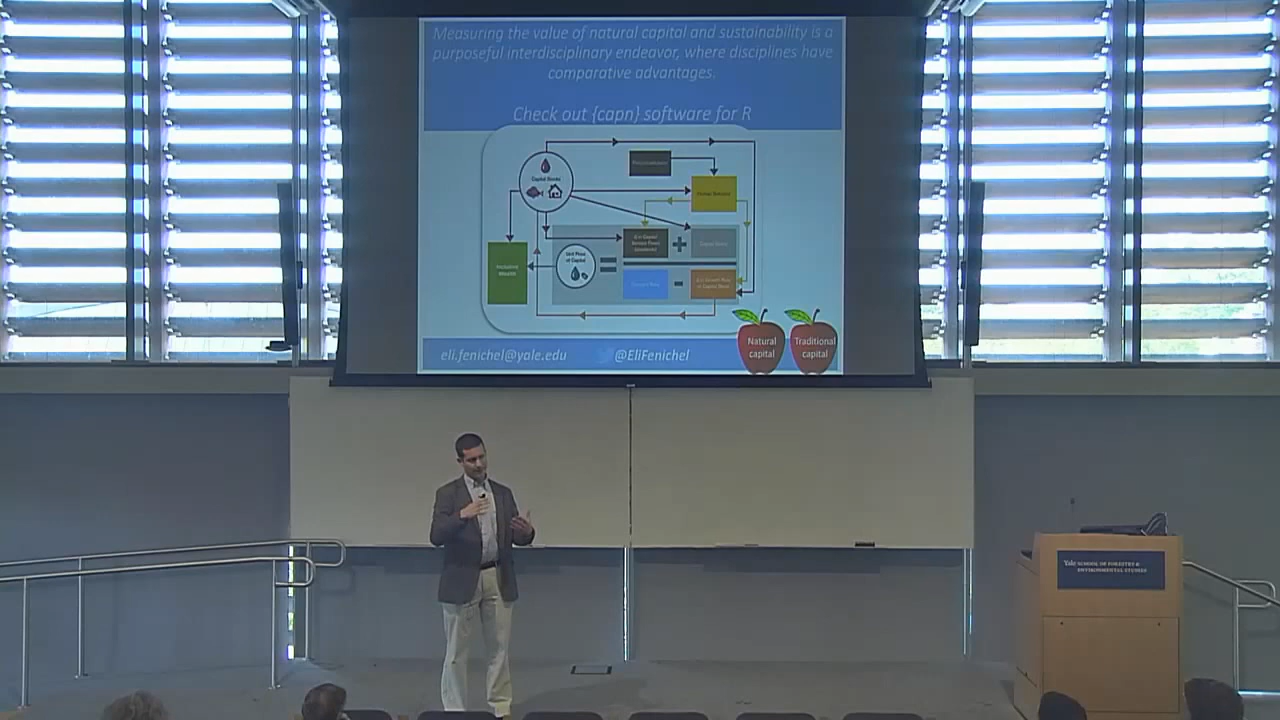 Measuring the value of natural capital and sustainability is a
purposeful interdisciplinary endeavor, where disciplines have
comparative advantages.
Check out {capn} software for R
Capital Stocks
Unit Price
of Capital
eli.fenichel@yale.edu
@EliFenichel
Natural
capital
Traditional
capital
Yale SCHOOL OF FORESTRY &
ENVIRONMENTAL STUDIES